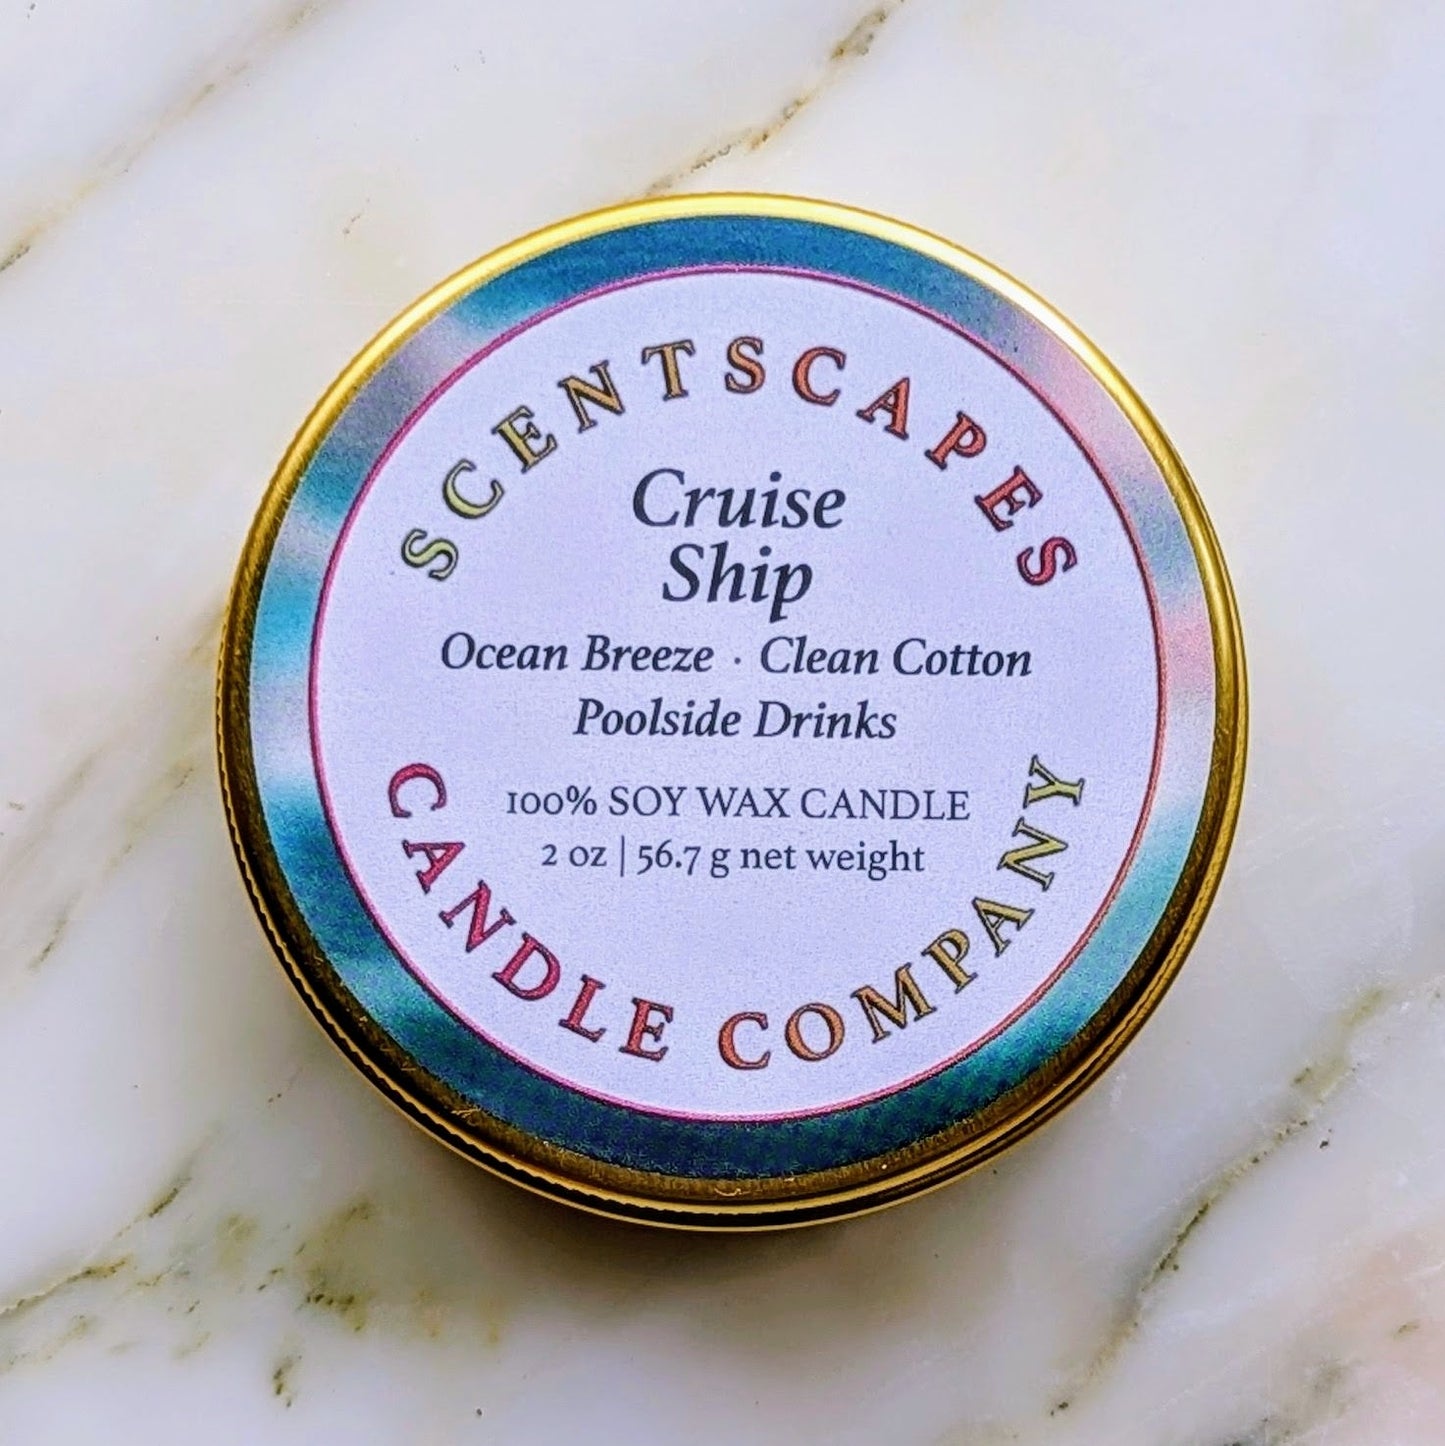 SCENTSCAPES
Cruise
Ship
Ocean Breeze · Clean Cotton
Poolside Drinks
100% SOY WAX CANDLE
2 oz | 56.7 g net weight
CANDLE COMPANY